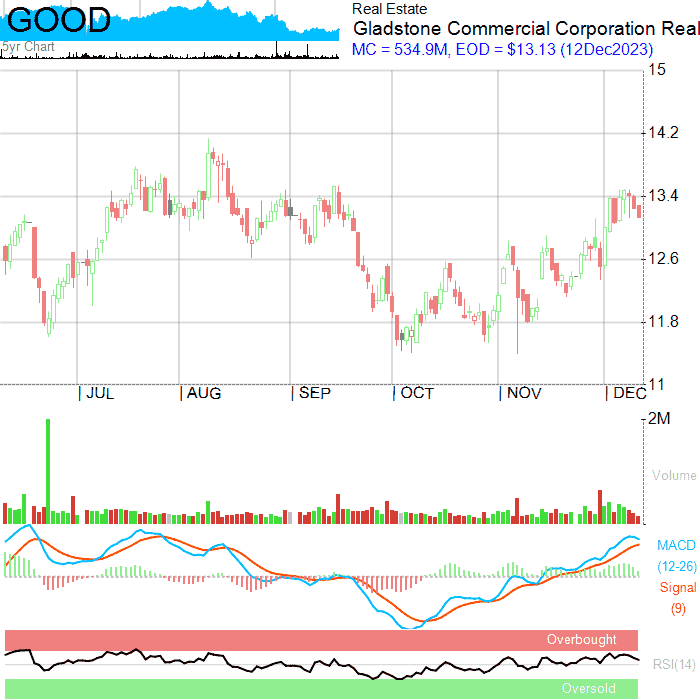 GOOD
5yr Chart
Real Estate
Gladstone Commercial Corporation Real
MC = 534.9M, EOD = $13.13 (12Dec2023)
15
14.2
13.4
12.6
11.8
11
JUL AUG SEP OCT NOV DEC
2M
Volume
MACD
(12-26)
Signal
(9)
Overbought
RSI(14)
Oversold